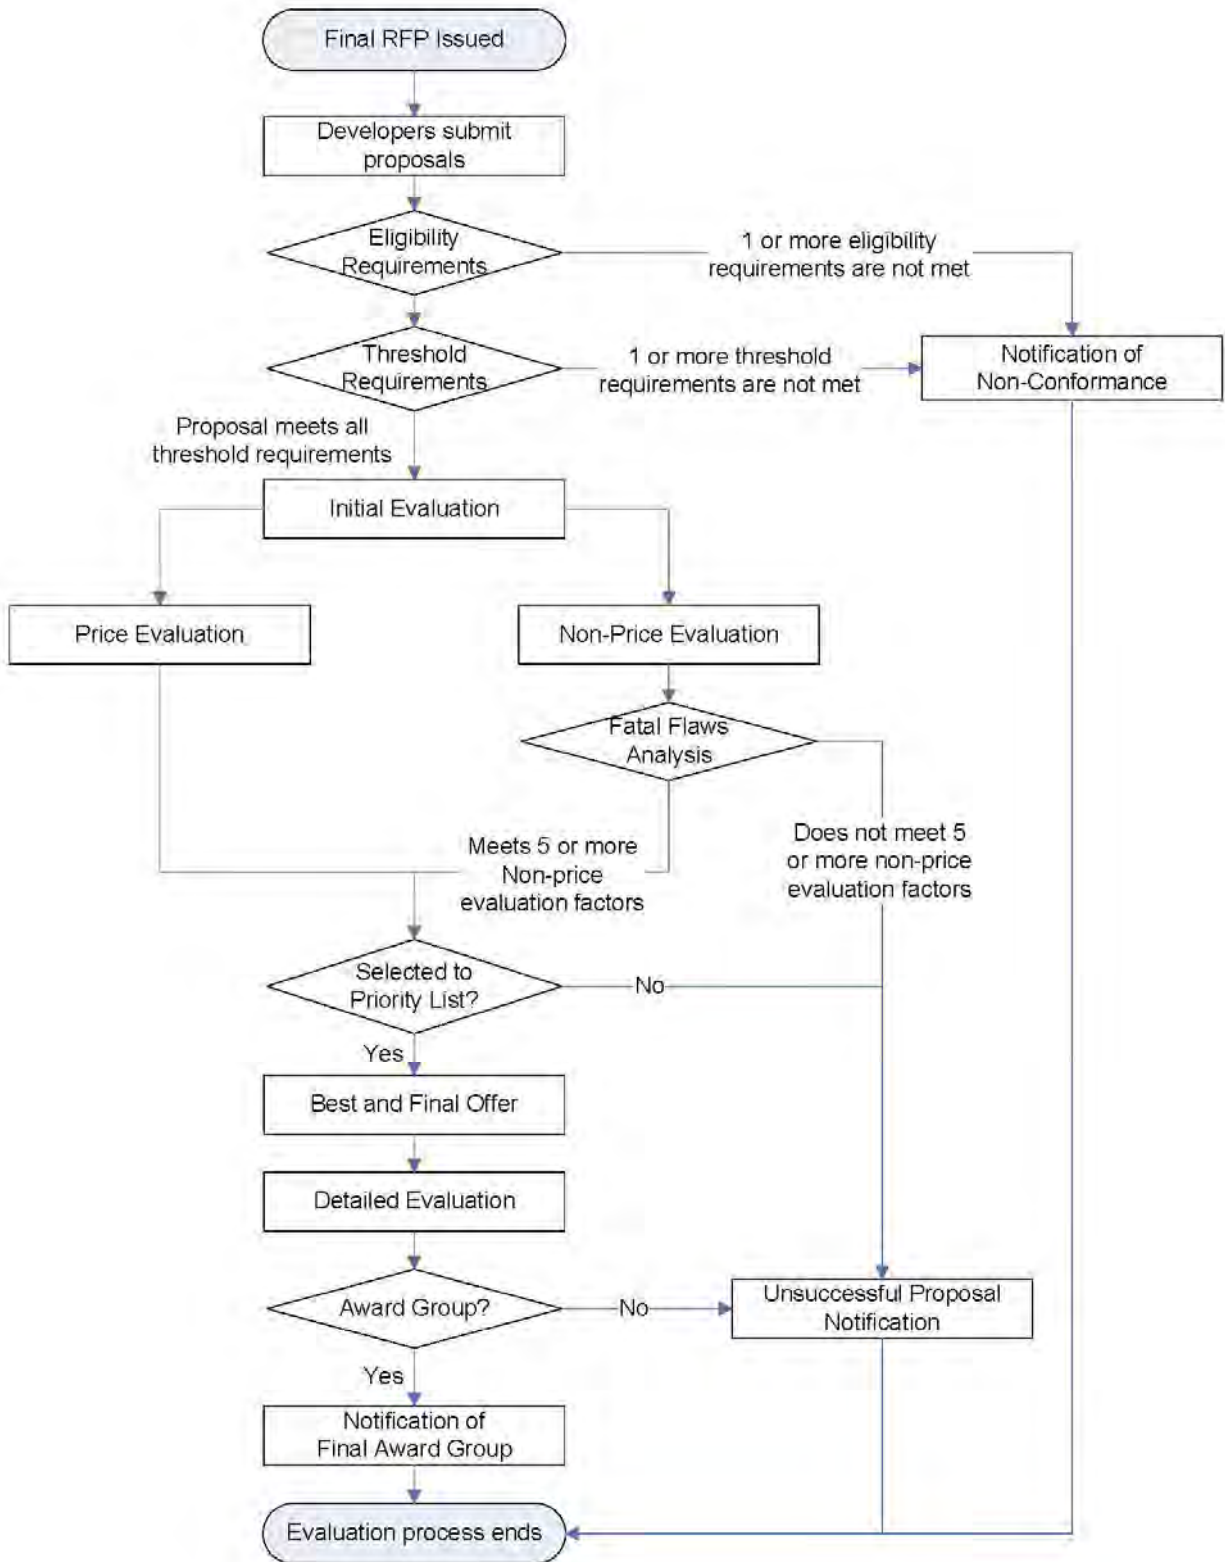 Final RFP Issued
Developers submit
proposals
Eligibility
Requirements
1 or more eligibility
requirements are not met
Threshold
Requirements
1 or more threshold
requirements are not met
Notification of
Non-Conformance
Proposal meets all
threshold requirements
Initial Evaluation
Price Evaluation
Non-Price Evaluation
Fatal Flaws
Analysis
Meets 5 or more
Non-price
evaluation factors
Does not meet 5
or more non-price
evaluation factors
Selected to
Priority List?
No
Yes
Best and Final Offer
Detailed Evaluation
Award Group?
No
Unsuccessful Proposal
Notification
Yes
Notification of
Final Award Group
Evaluation process ends